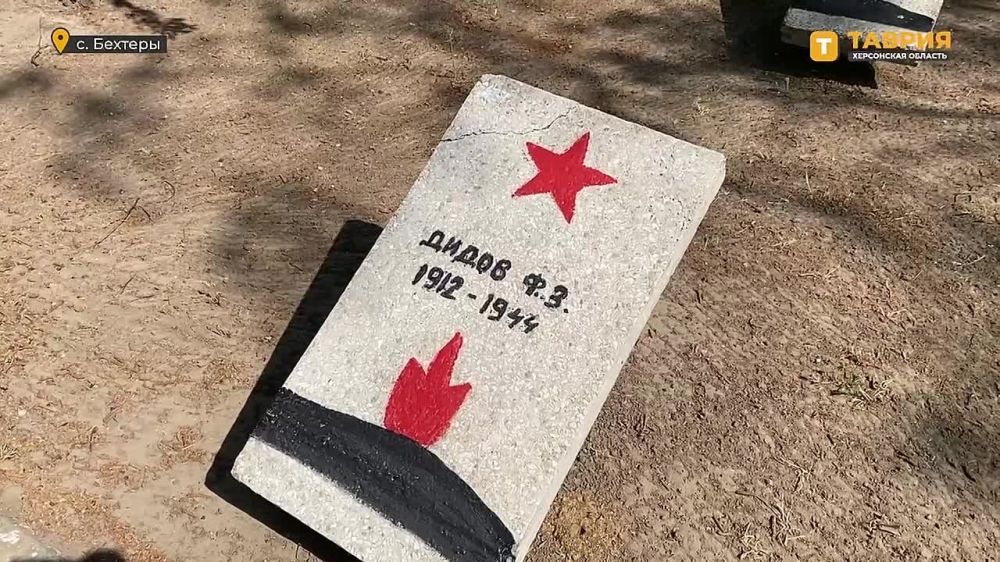 с. Бехтеры
Т ТАВРИЯ
ХЕРСОНСКАЯ ОБЛАСТЬ
ДИДОВ Ф.З.
1912-1944